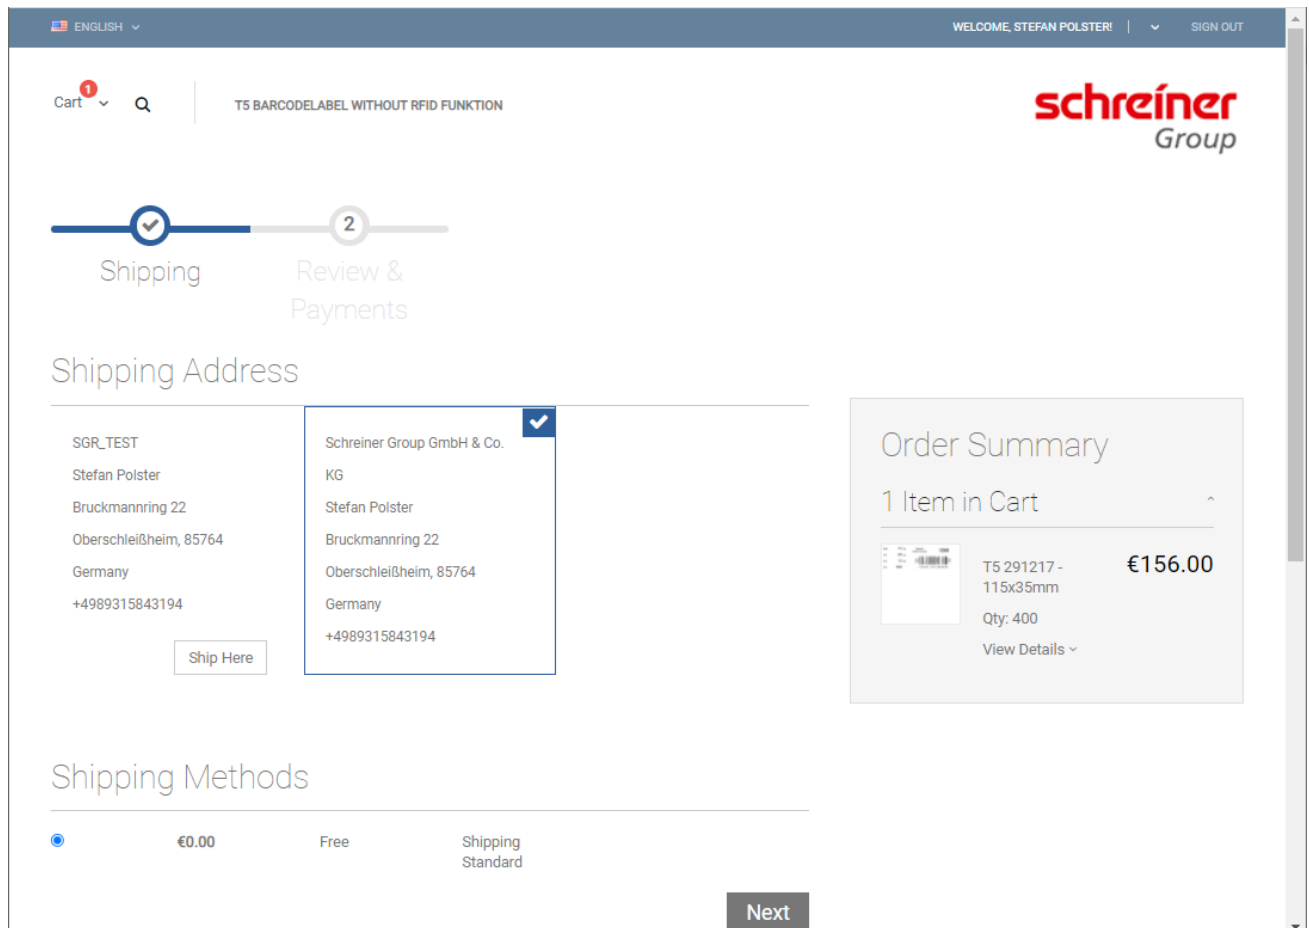 ENGLISH
WELCOME, STEFAN POLSTER!
SIGN OUT
Cart
1
T5 BARCODELABEL WITHOUT RFID FUNKTION
schreíner
Group
2
Shipping
Review &
Payments
Shipping Address
SGR_TEST
Stefan Polster
Bruckmannring 22
Oberschleißheim, 85764
Germany
+4989315843194
Ship Here
Schreiner Group GmbH & Co.
KG
Stefan Polster
Bruckmannring 22
Oberschleißheim, 85764
Germany
+4989315843194
Order Summary
1 Item in Cart
T5 291217 -
115x35mm
€156.00
Qty: 400
View Details
Shipping Methods
€0.00
Free
Shipping
Standard
Next